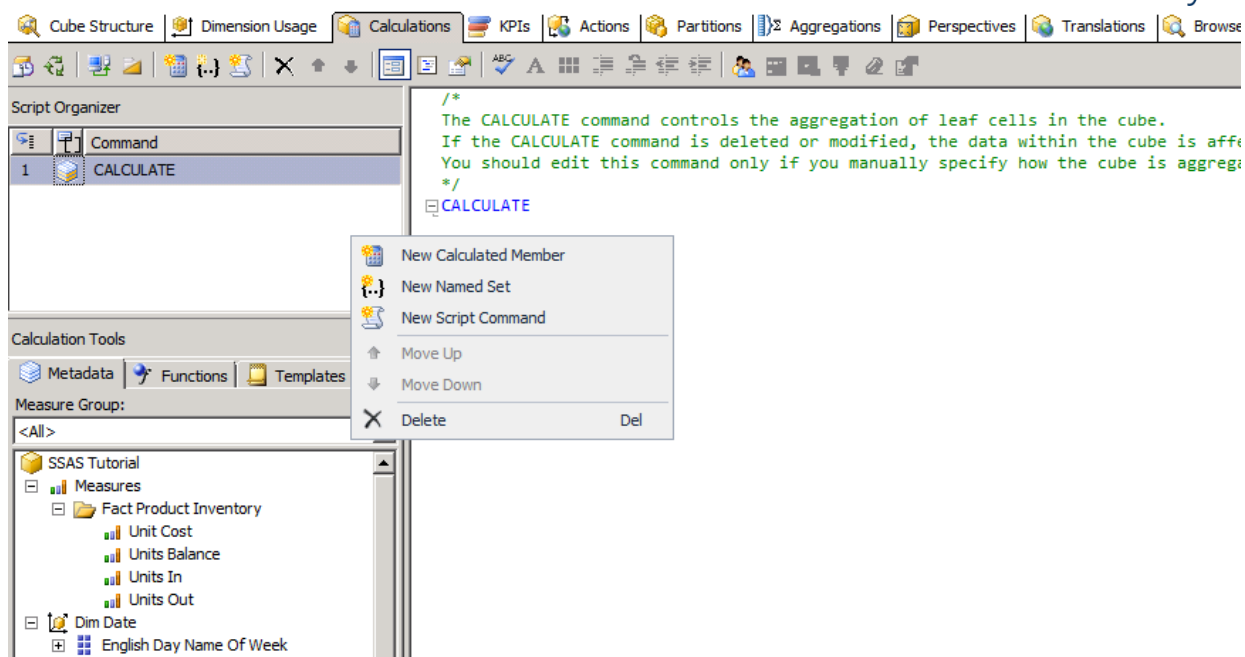 Cube Structure Dimension Usage Calculations KPIs Actions Partitions Aggregations Perspectives Translations Browse
Script Organizer
Command
1 CALCULATE
/*
The CALCULATE command controls the aggregation of leaf cells in the cube.
If the CALCULATE command is deleted or modified, the data within the cube is affe
You should edit this command only if you manually specify how the cube is aggrega
*/
CALCULATE
New Calculated Member
New Named Set
New Script Command
Move Up
Move Down
Delete Del
Calculation Tools
Metadata Functions Templates
Measure Group:
<All>
SSAS Tutorial
Measures
Fact Product Inventory
Unit Cost
Units Balance
Units In
Units Out
Dim Date
English Day Name Of Week